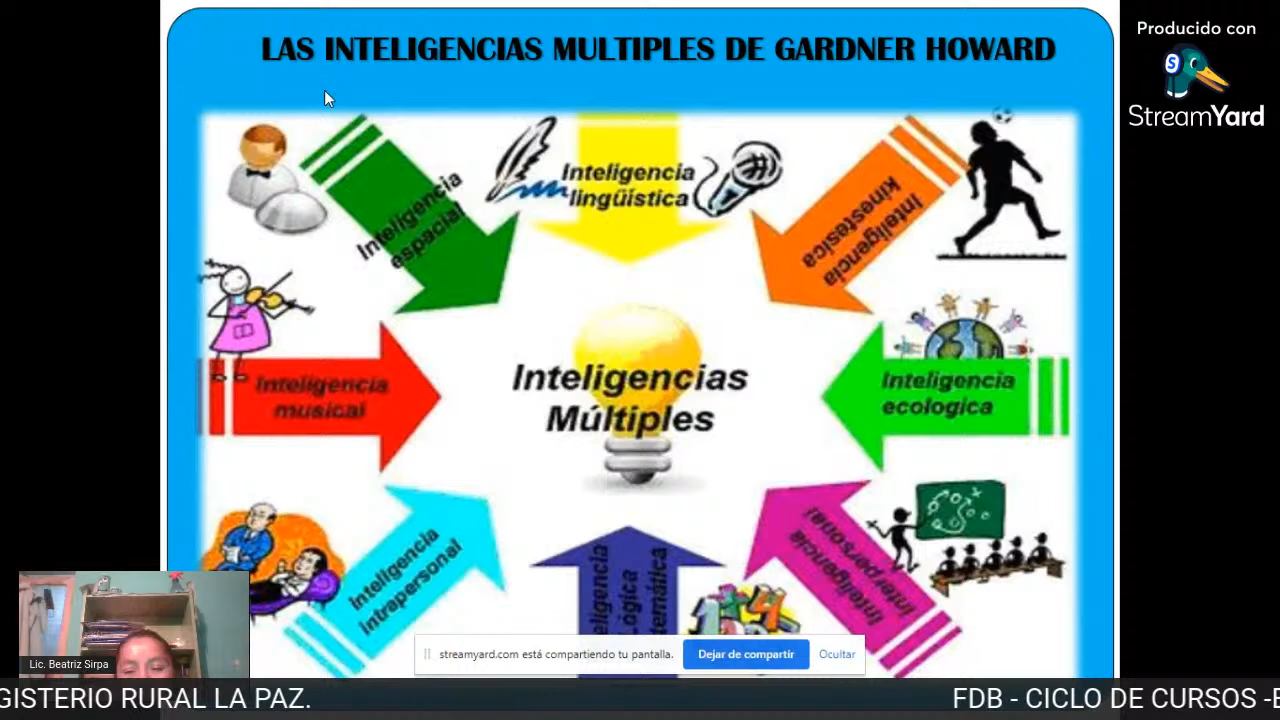 LAS INTELIGENCIAS MULTIPLES DE GARDNER HOWARD
Producido con
StreamYard
Inteligencia
espacial
Inteligencia
lingüística
Inteligencia
kinestesica
Inteligencia
musical
Inteligencias
Múltiples
Inteligencia
ecologica
Inteligencia
intrapersonal
Lógica
Inteligencia
interpersonal
Lic. Beatriz Sirpa
streamyard.com está compartiendo tu pantalla.
Dejar de compartir
Ocultar
RURAL LA PAZ.
FDB - CICLO DE CURSOS